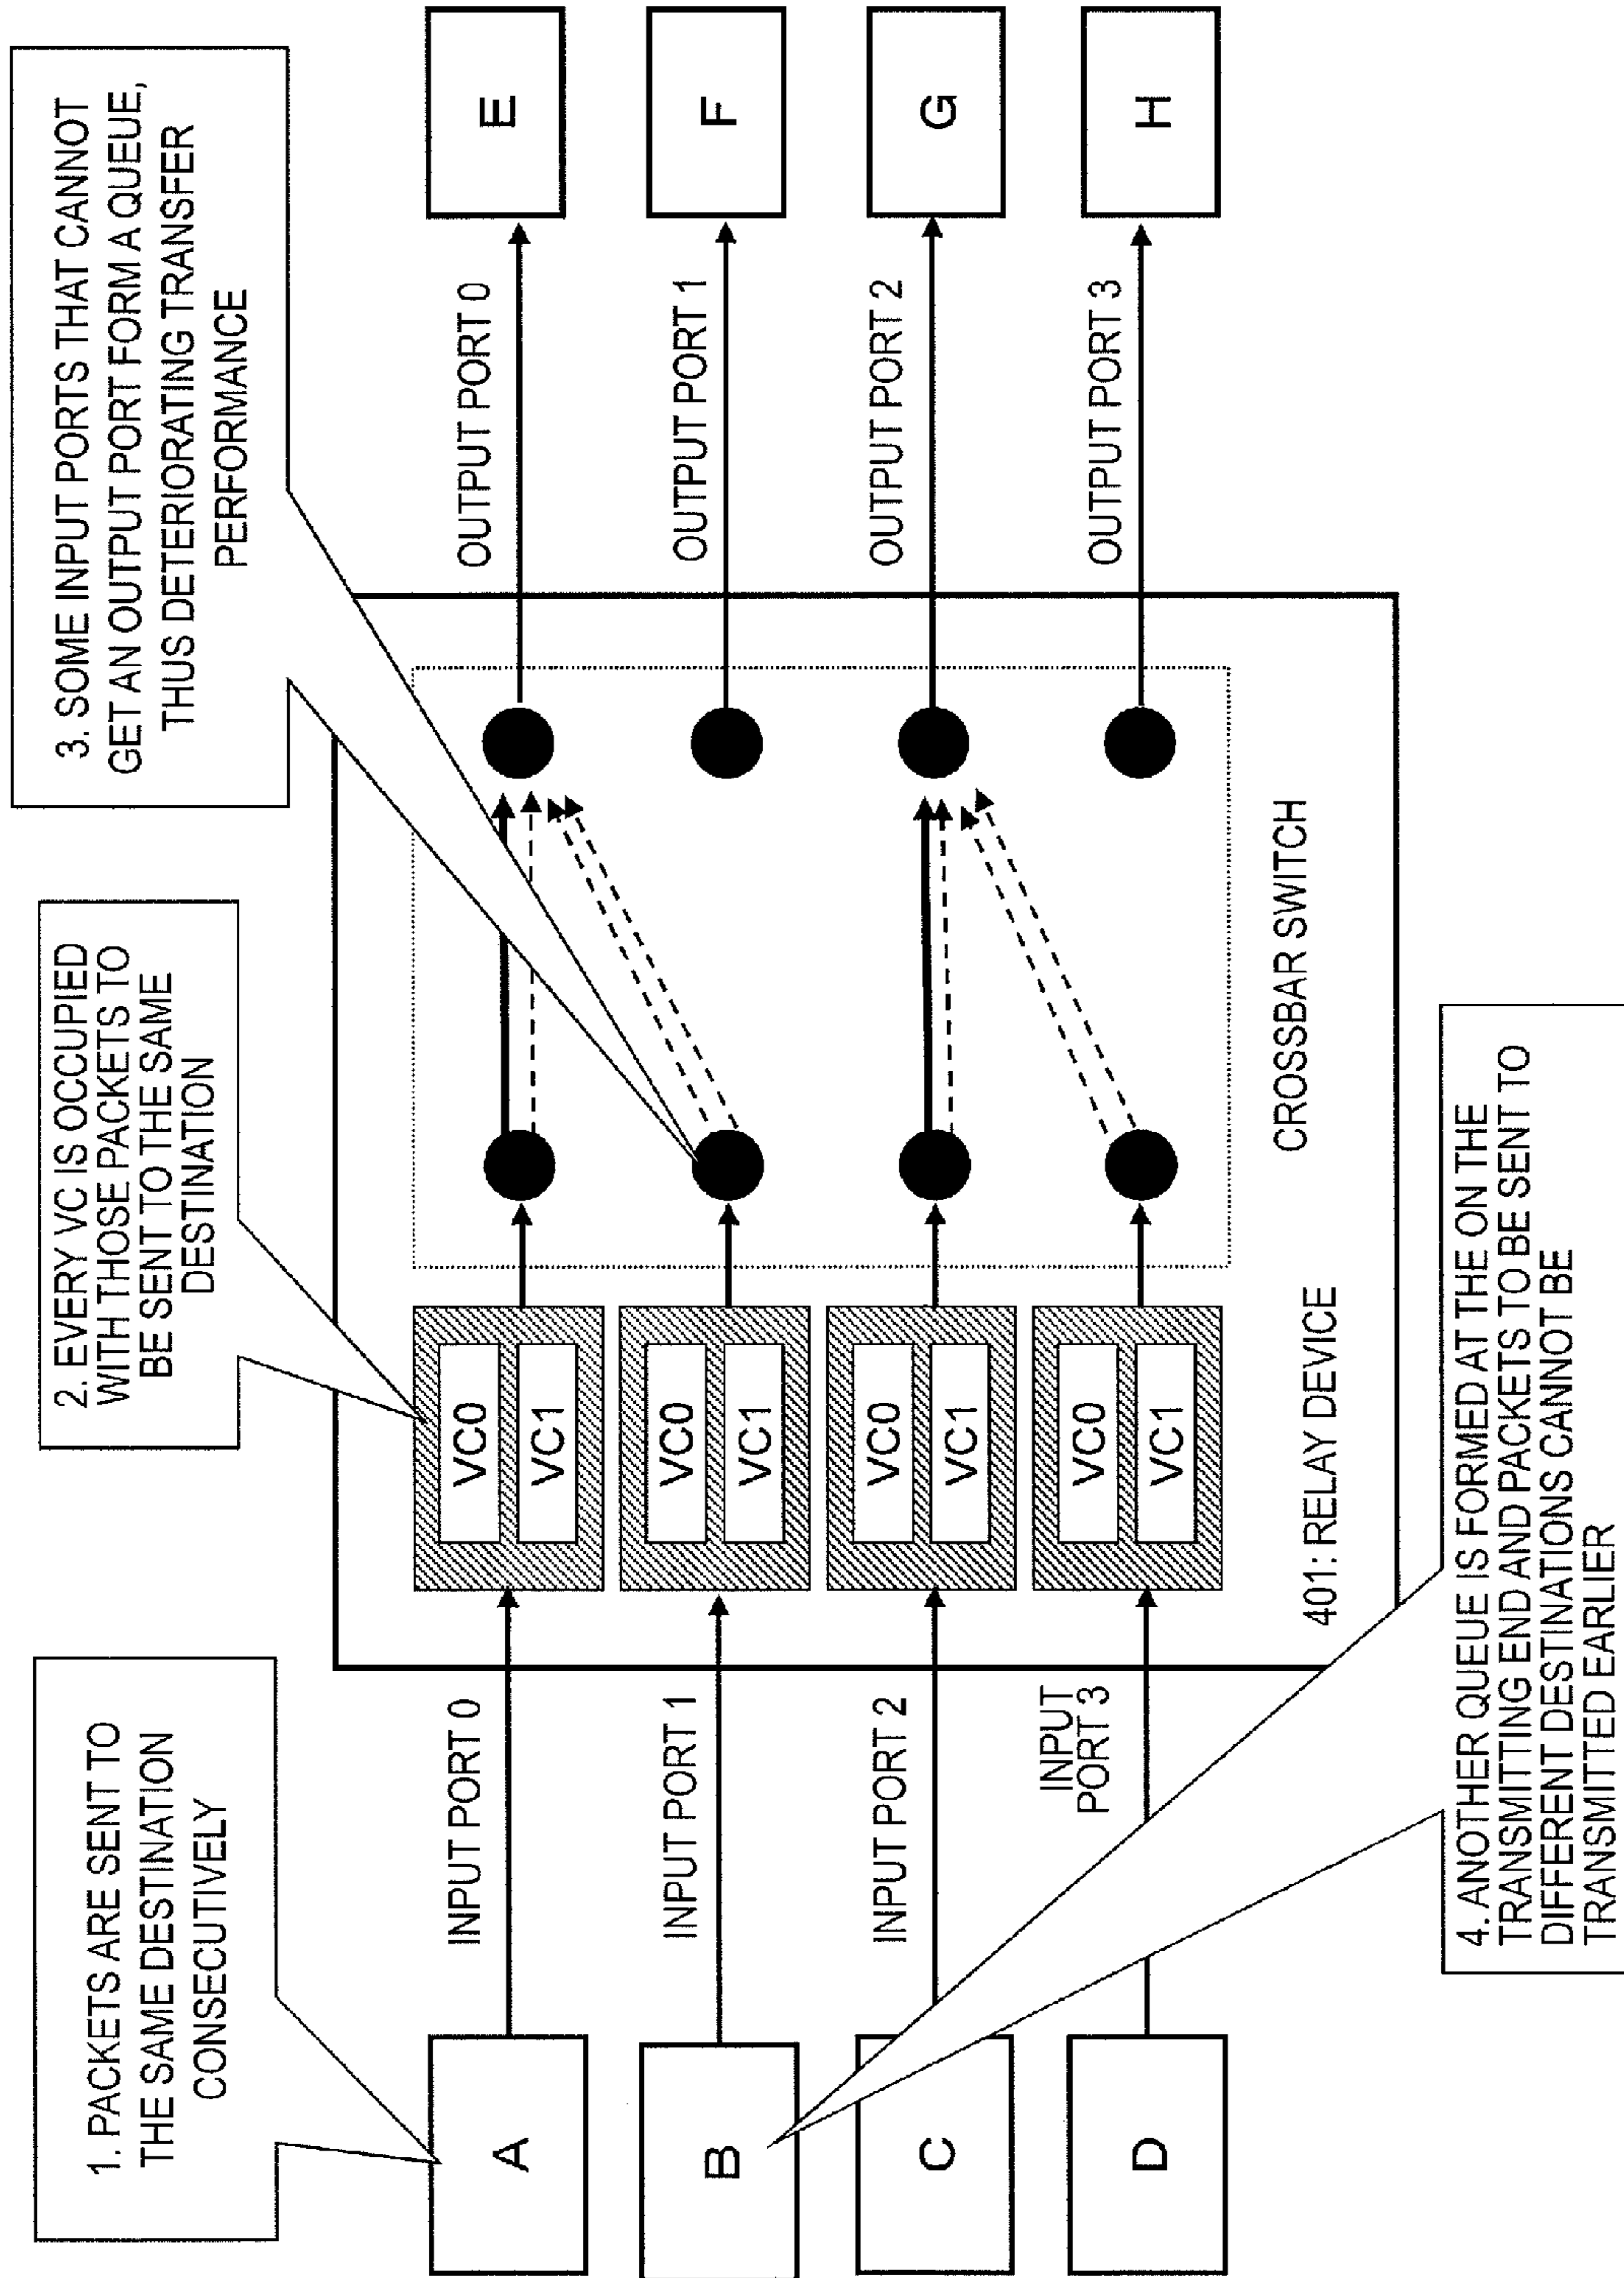 1. PACKETS ARE SENT TO
THE SAME DESTINATION
CONSECUTIVELY
2. EVERY VC IS OCCUPIED
WITH THOSE PACKETS TO
BE SENT TO THE SAME
DESTINATION
3. SOME INPUT PORTS THAT CANNOT
GET AN OUTPUT PORT FORM A QUEUE,
THUS DETERIORATING TRANSFER
PERFORMANCE
A
INPUT PORT 0
VC0
VC1
OUTPUT PORT 0
E
B
INPUT PORT 1
VC0
VC1
OUTPUT PORT 1
F
C
INPUT PORT 2
VC0
VC1
OUTPUT PORT 2
G
D
INPUT
PORT 3
VC0
VC1
OUTPUT PORT 3
H
401: RELAY DEVICE
CROSSBAR SWITCH
4. ANOTHER QUEUE IS FORMED AT THE ON THE
TRANSMITTING END AND PACKETS TO BE SENT TO
DIFFERENT DESTINATIONS CANNOT BE
TRANSMITTED EARLIER